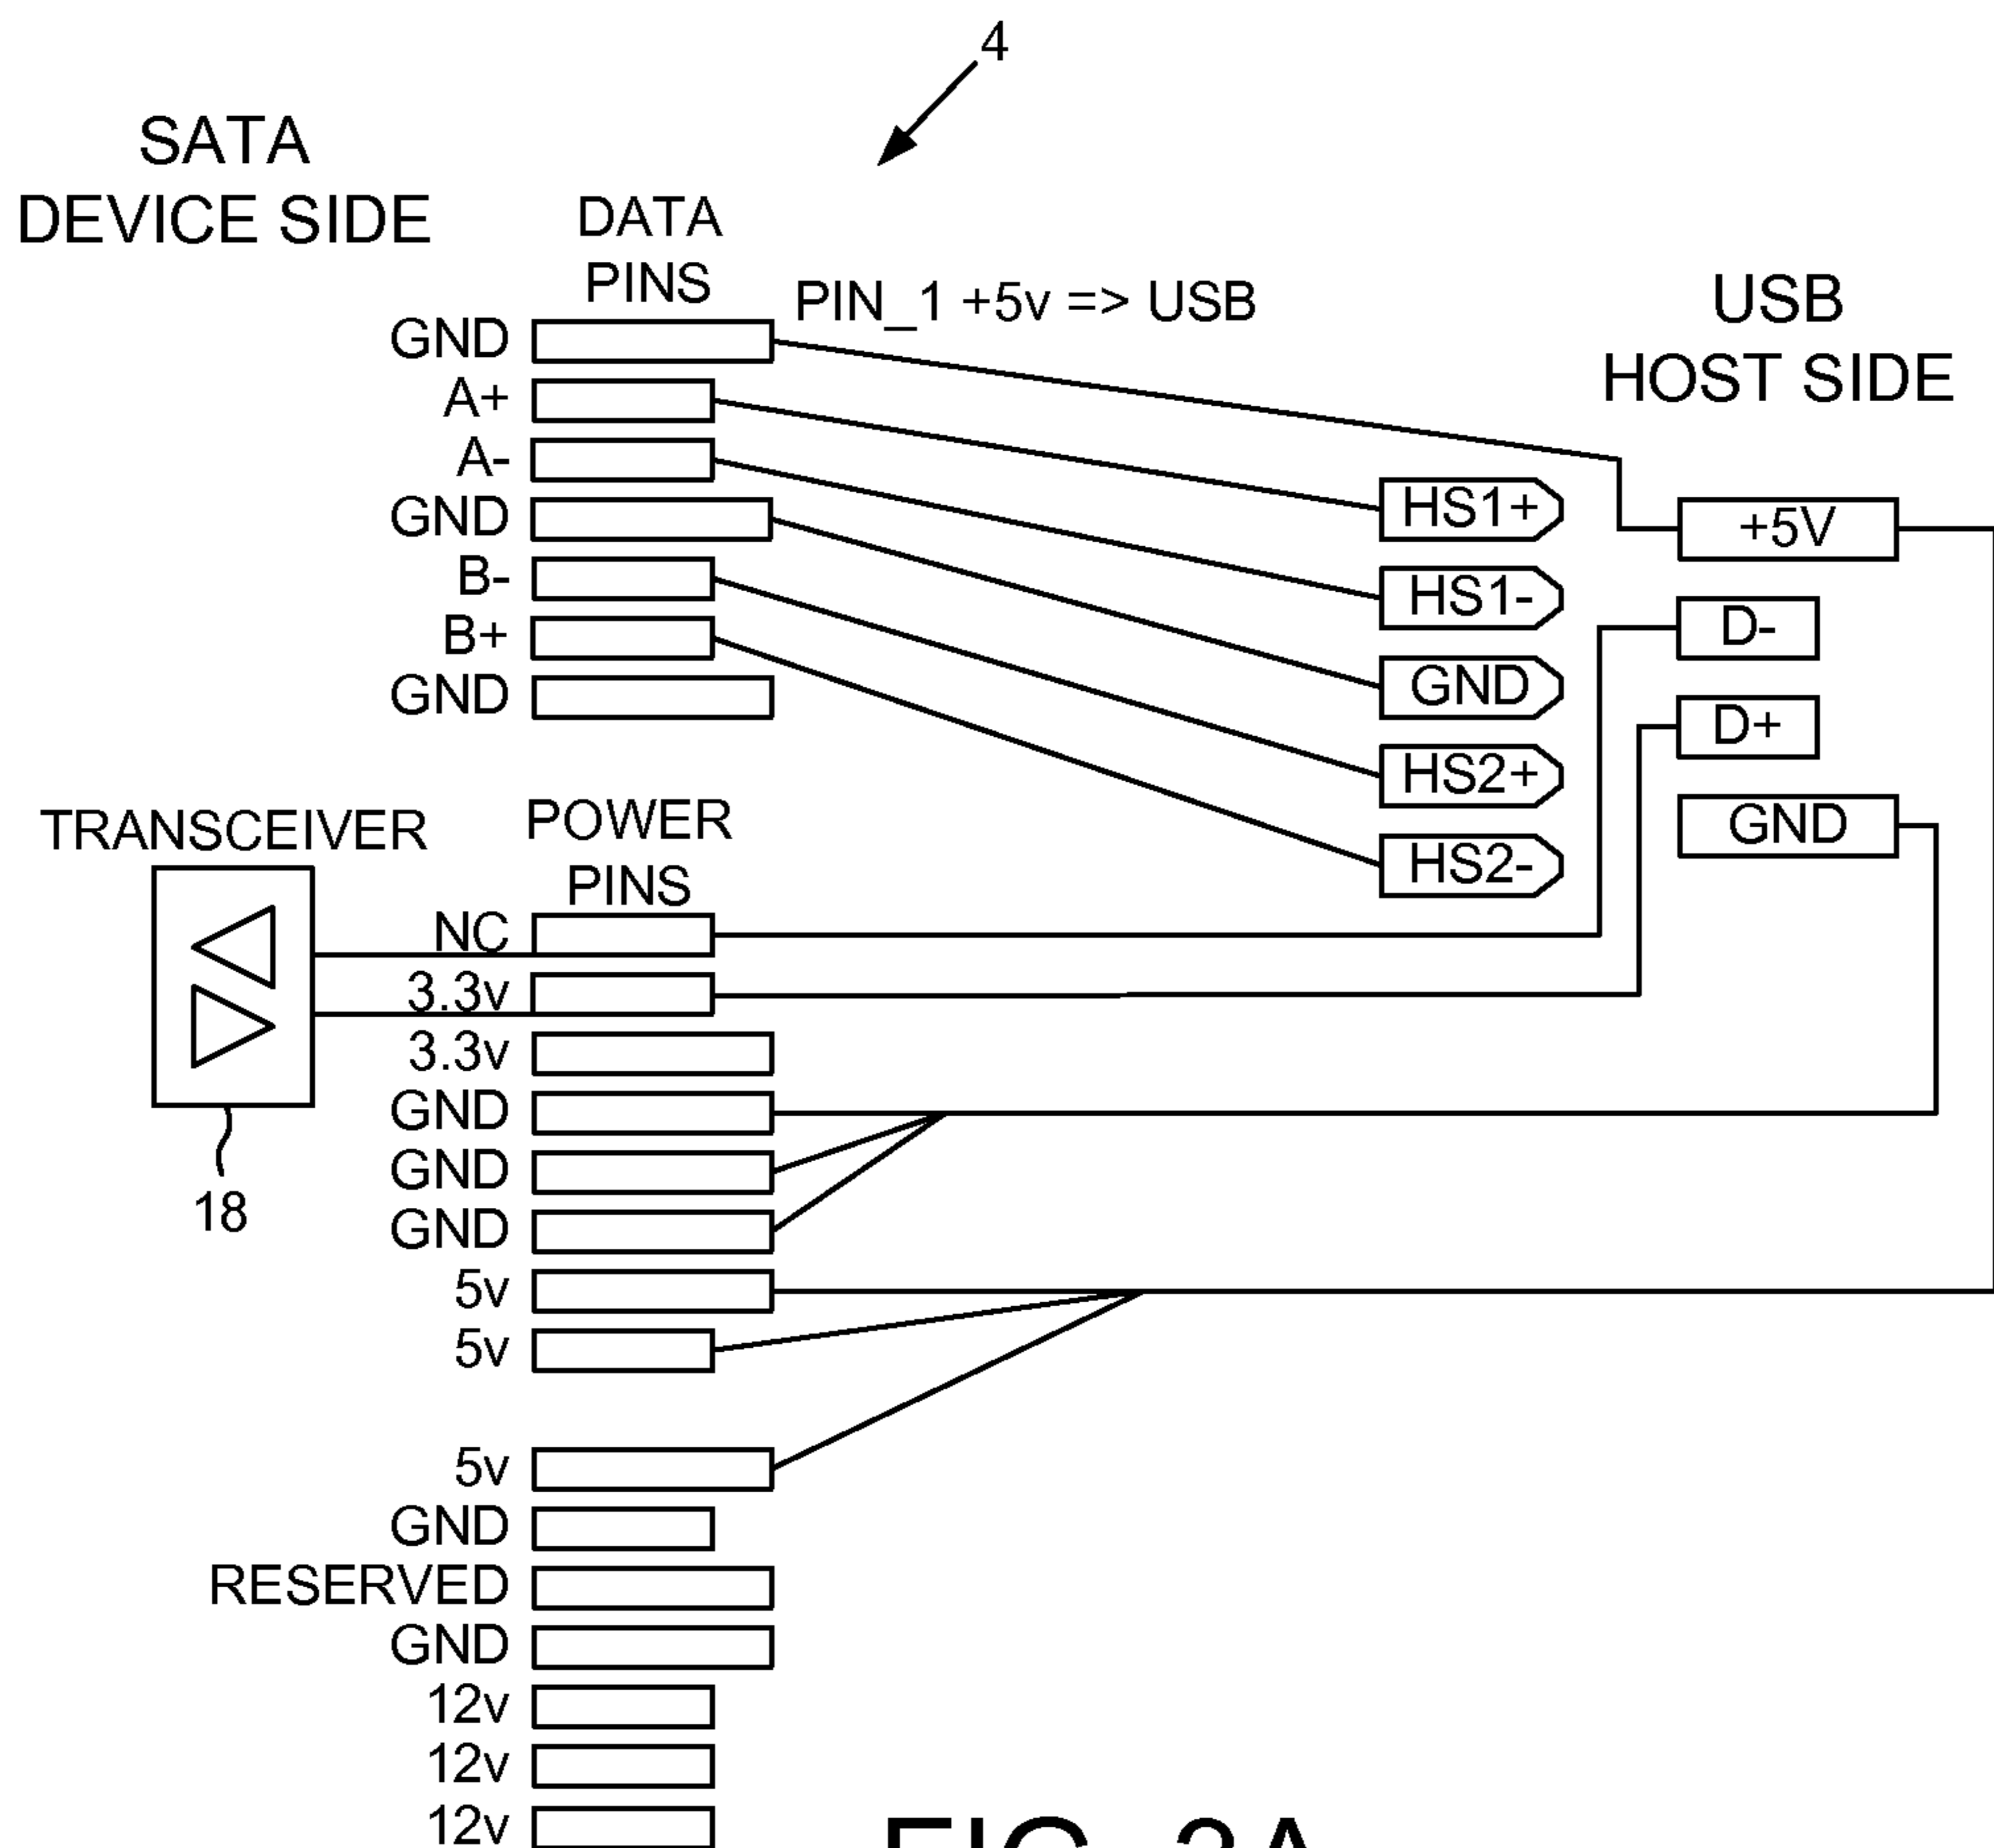 4
SATA
DEVICE SIDE
DATA
PINS
PIN_1 +5v => USB
USB
HOST SIDE
GND
A+
A-
GND
B-
B+
GND
HS1+
HS1-
GND
HS2+
HS2-
+5V
D-
D+
GND
TRANSCEIVER
18
POWER
PINS
NC
3.3v
3.3v
GND
GND
GND
5v
5v
5v
GND
RESERVED
GND
12v
12v
12v